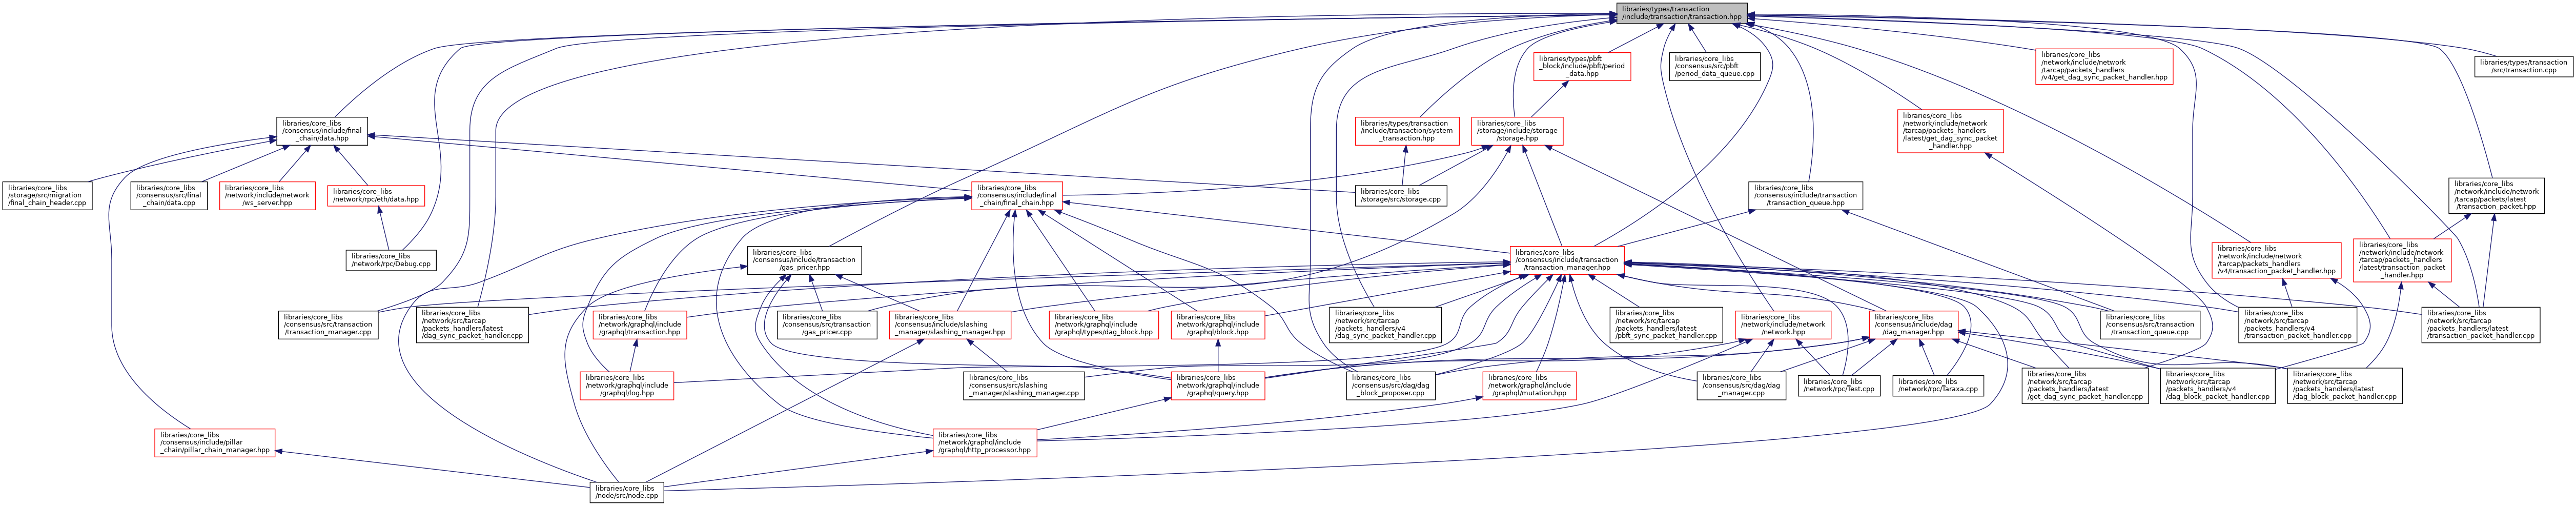 libraries/types/transaction
/include/transaction/transaction.hpp
libraries/types/pbft
_block/include/pbft/period
_data.hpp
libraries/core_libs
/consensus/src/pbft
/period_data_queue.cpp
libraries/core_libs
/network/include/network
/tarcap/packets_handlers
/v4/get_dag_sync_packet_handler.hpp
libraries/types/transaction
/src/transaction.cpp
libraries/core_libs
/consensus/include/final
_chain/data.hpp
libraries/types/transaction
/include/transaction/system
_transaction.hpp
libraries/core_libs
/storage/include/storage
/storage.hpp
libraries/core_libs
/network/include/network
/tarcap/packets_handlers
/latest/get_dag_sync_packet
_handler.hpp
libraries/core_libs
/storage/src/migration
/final_chain_header.cpp
libraries/core_libs
/consensus/src/final
_chain/data.cpp
libraries/core_libs
/network/include/network
/ws_server.hpp
libraries/core_libs
/network/rpc/eth/data.hpp
libraries/core_libs
/consensus/include/final
_chain/final_chain.hpp
libraries/core_libs
/storage/src/storage.cpp
libraries/core_libs
/consensus/include/transaction
/transaction_queue.hpp
libraries/core_libs
/network/include/network
/tarcap/packets/latest
/transaction_packet.hpp
libraries/core_libs
/network/rpc/Debug.cpp
libraries/core_libs
/consensus/include/transaction
/gas_pricer.hpp
libraries/core_libs
/consensus/include/transaction
/transaction_manager.hpp
libraries/core_libs
/network/include/network
/tarcap/packets_handlers
/v4/transaction_packet_handler.hpp
libraries/core_libs
/network/include/network
/tarcap/packets_handlers
/latest/transaction_packet
_handler.hpp
libraries/core_libs
/consensus/src/transaction
/transaction_manager.cpp
libraries/core_libs
/network/src/tarcap
/packets_handlers/latest
/dag_sync_packet_handler.cpp
libraries/core_libs
/network/graphql/include
/graphql/transaction.hpp
libraries/core_libs
/consensus/src/transaction
/gas_pricer.cpp
libraries/core_libs
/consensus/include/slashing
_manager/slashing_manager.hpp
libraries/core_libs
/network/graphql/include
/graphql/types/dag_block.hpp
libraries/core_libs
/network/graphql/include
/graphql/block.hpp
libraries/core_libs
/network/src/tarcap
/packets_handlers/v4
/dag_sync_packet_handler.cpp
libraries/core_libs
/network/src/tarcap
/packets_handlers/latest
/pbft_sync_packet_handler.cpp
libraries/core_libs
/network/include/network
/network.hpp
libraries/core_libs
/consensus/include/dag
/dag_manager.hpp
libraries/core_libs
/consensus/src/transaction
/transaction_queue.cpp
libraries/core_libs
/network/src/tarcap
/packets_handlers/v4
/transaction_packet_handler.cpp
libraries/core_libs
/network/src/tarcap
/packets_handlers/latest
/transaction_packet_handler.cpp
libraries/core_libs
/network/graphql/include
/graphql/log.hpp
libraries/core_libs
/consensus/src/slashing
_manager/slashing_manager.cpp
libraries/core_libs
/network/graphql/include
/graphql/query.hpp
libraries/core_libs
/consensus/src/dag/dag
_block_proposer.cpp
libraries/core_libs
/network/graphql/include
/graphql/mutation.hpp
libraries/core_libs
/consensus/src/dag/dag
_manager.cpp
libraries/core_libs
/network/rpc/Test.cpp
libraries/core_libs
/network/rpc/Taraxa.cpp
libraries/core_libs
/network/src/tarcap
/packets_handlers/latest
/get_dag_sync_packet_handler.cpp
libraries/core_libs
/network/src/tarcap
/packets_handlers/v4
/dag_block_packet_handler.cpp
libraries/core_libs
/network/src/tarcap
/packets_handlers/latest
/dag_block_packet_handler.cpp
libraries/core_libs
/consensus/include/pillar
_chain/pillar_chain_manager.hpp
libraries/core_libs
/network/graphql/include
/graphql/http_processor.hpp
libraries/core_libs
/node/src/node.cpp